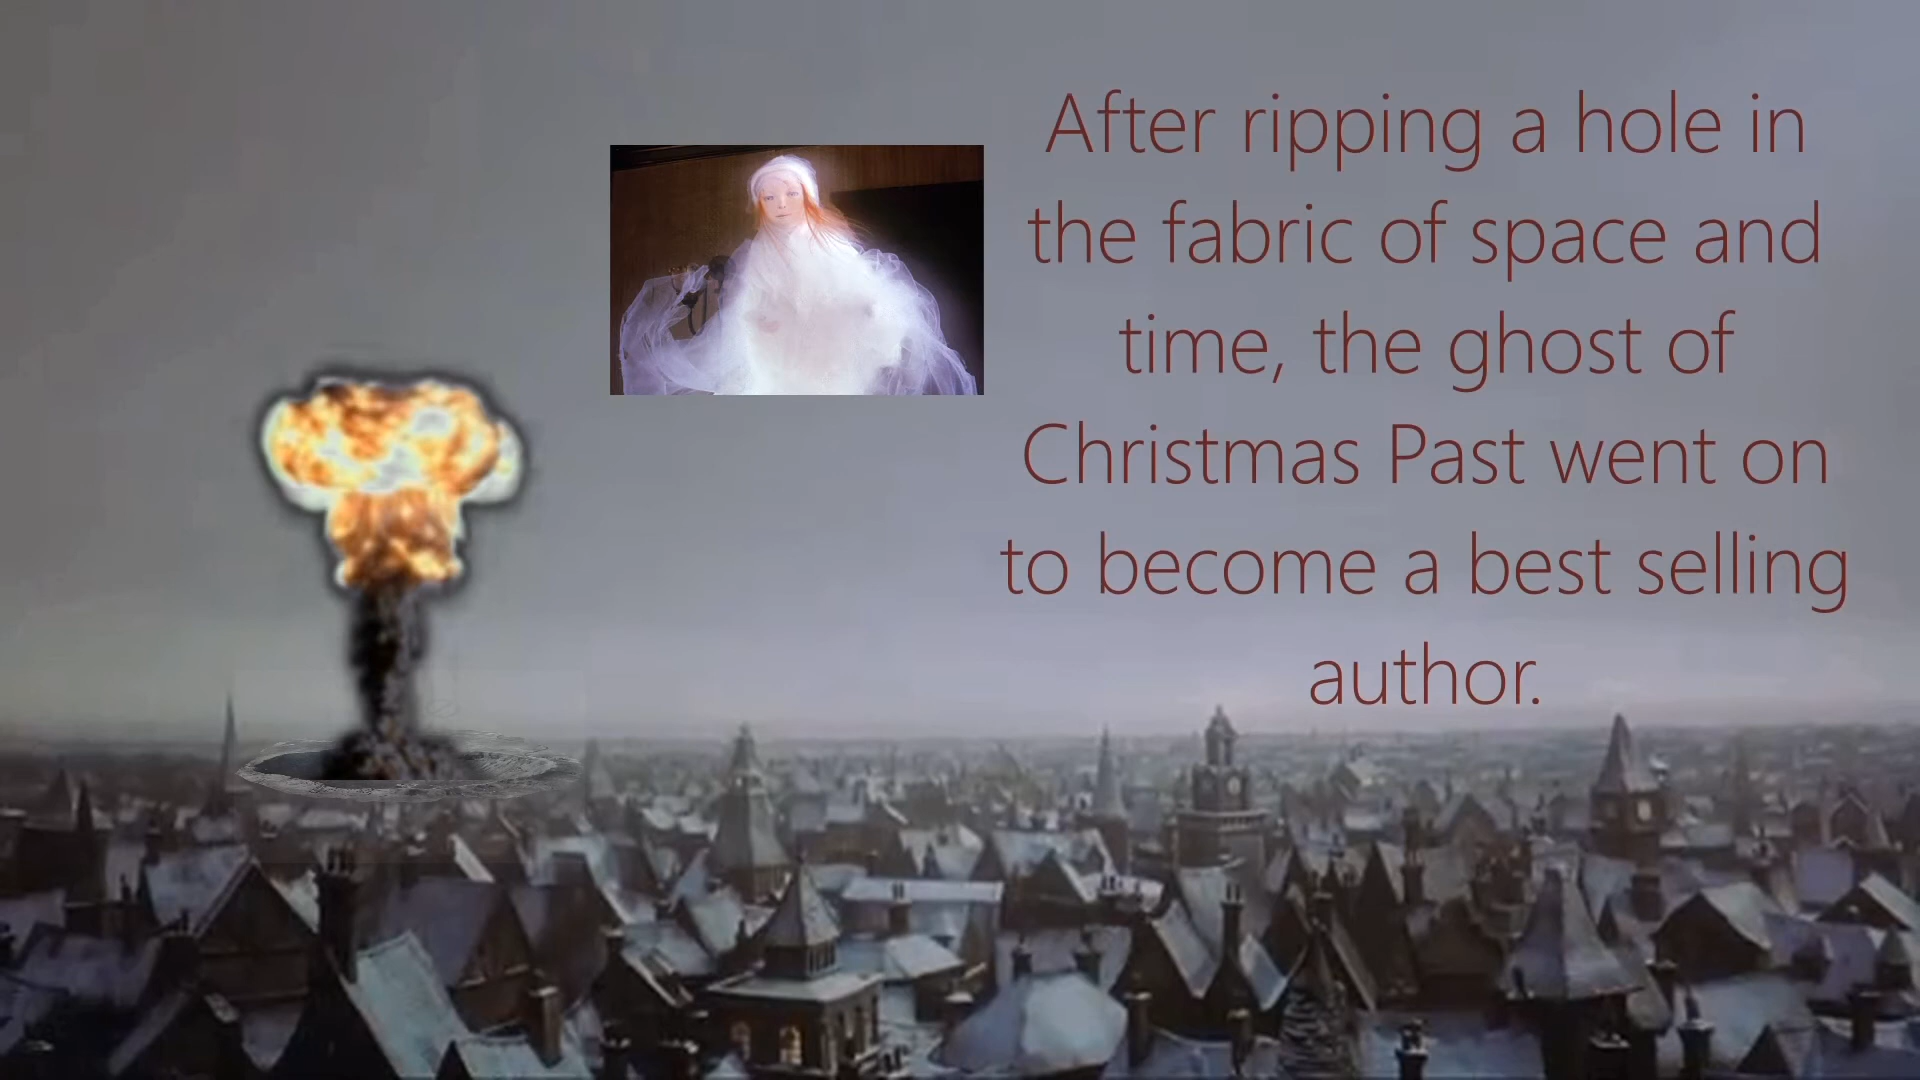 After ripping a hole in
the fabric of space and
time, the ghost of
Christmas Past went on
to become a best selling
author.